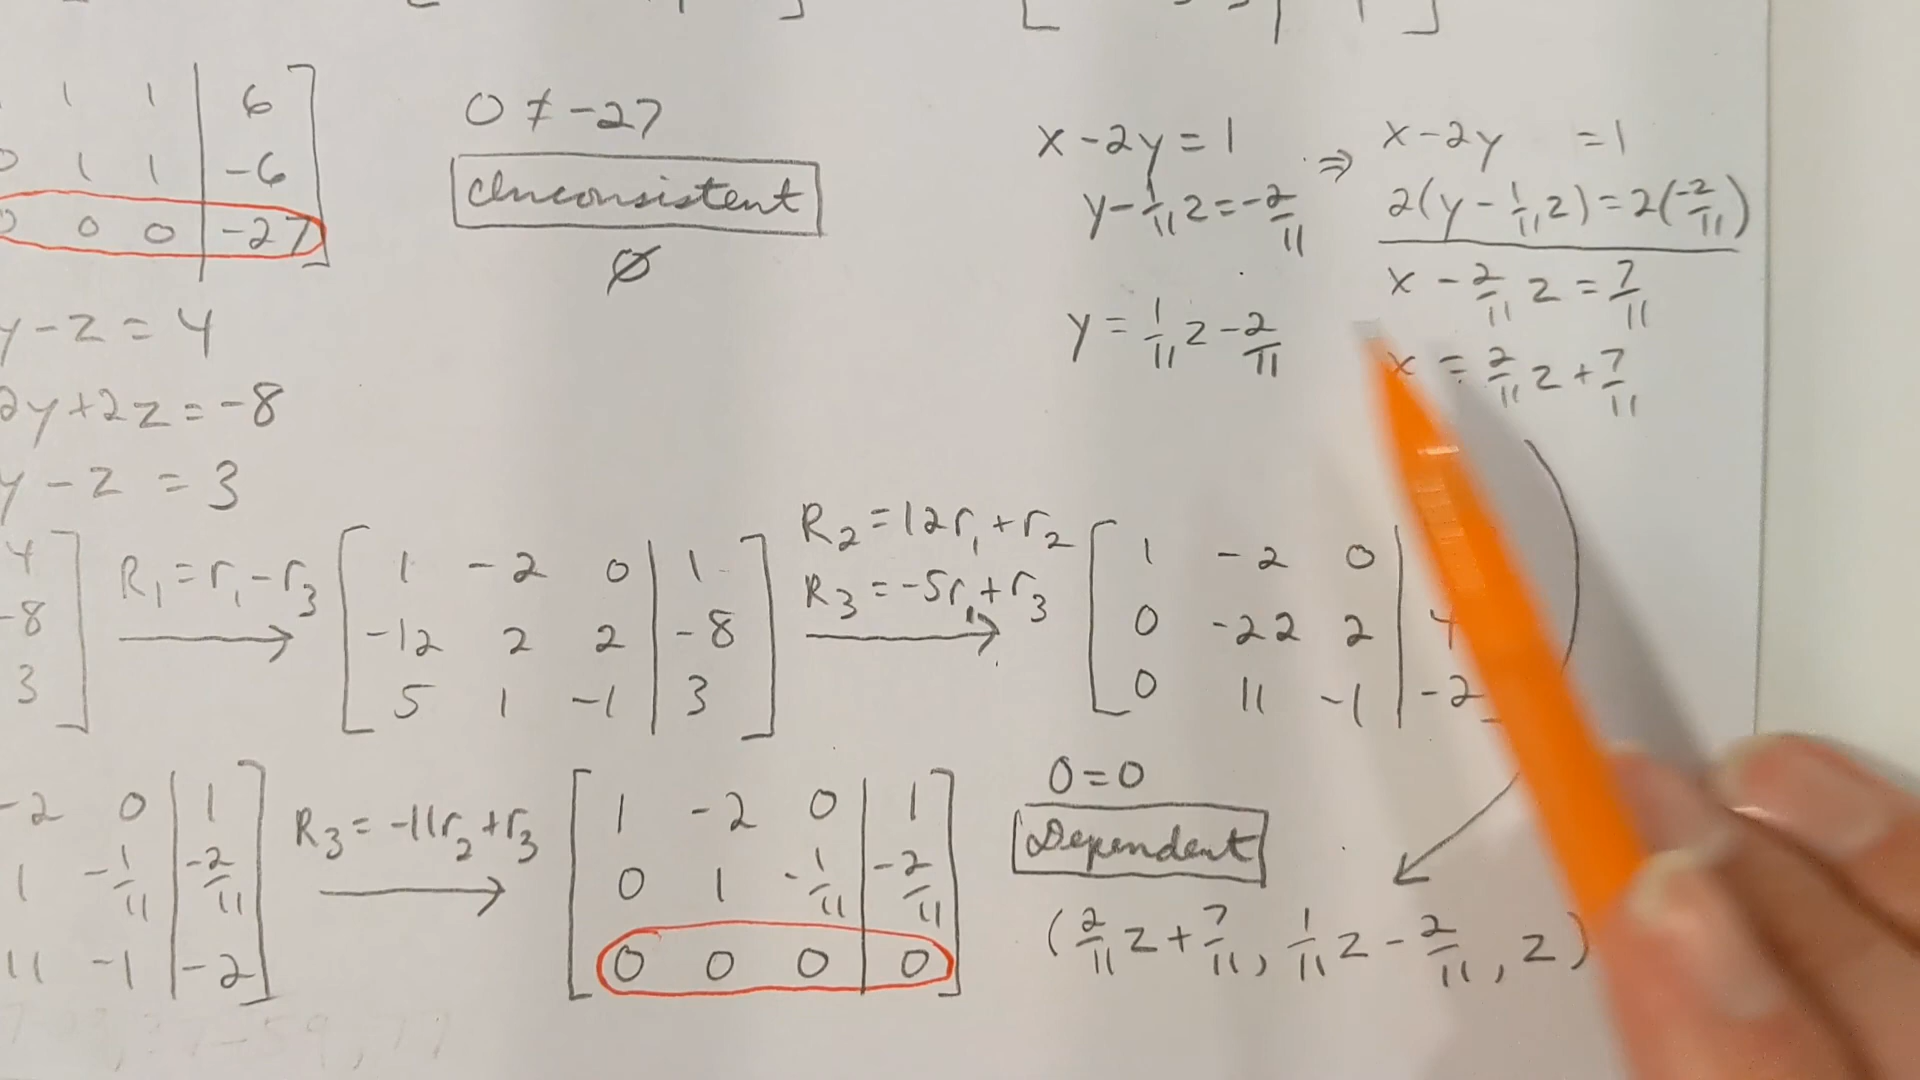 1 1 | 6
0 1 1 | -6
0 0 0 | -27
0 ≠ -27
Inconsistent
∅
y - z = 4
2y + 2z = -8
y - z = 3
x - 2y = 1
y - 1/11 z = -2/11
y = 1/11 z - 2/11
⇒
x - 2y = 1
2(y - 1/11 z) = 2(-2/11)
x - 2/11 z = 7/11
x = 2/11 z + 7/11
4
-8
3
R1 = r1 - r3
1 -2 0 | 1
-12 2 2 | -8
5 1 -1 | 3
R2 = 12r1 + r2
R3 = -5r1 + r3
1 -2 0 |
0 -22 2 | 4
0 11 -1 | -2
-2 0 | 1
1 -1/11 | -2/11
11 -1 | -2
R3 = -11r2 + r3
1 -2 0 | 1
0 1 -1/11 | -2/11
0 0 0 | 0
0 = 0
Dependent
(2/11 z + 7/11, 1/11 z - 2/11, z)